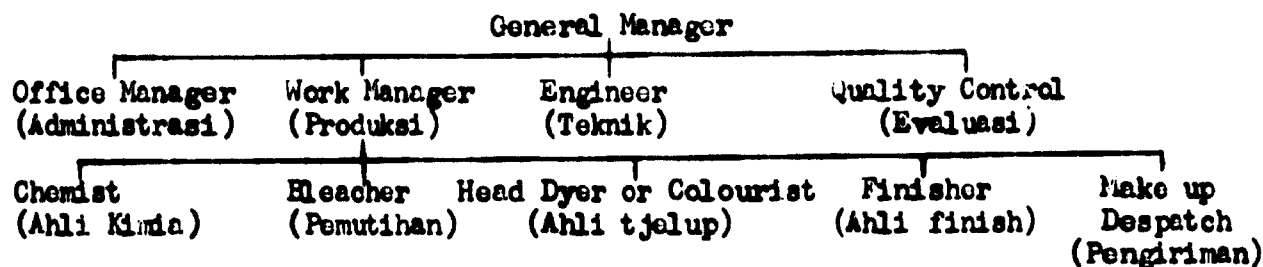 General Manager
Office Manager Work Manager Engineer Quality Control
(Administrasi) (Produksi) (Teknik) (Evaluasi)
Chemist Bleacher Head Dyer or Colourist Finisher Make up
(Ahli Kimia) (Pemutihan) (Ahli tjelup) (Ahli finish) Despatch
(Pengiriman)